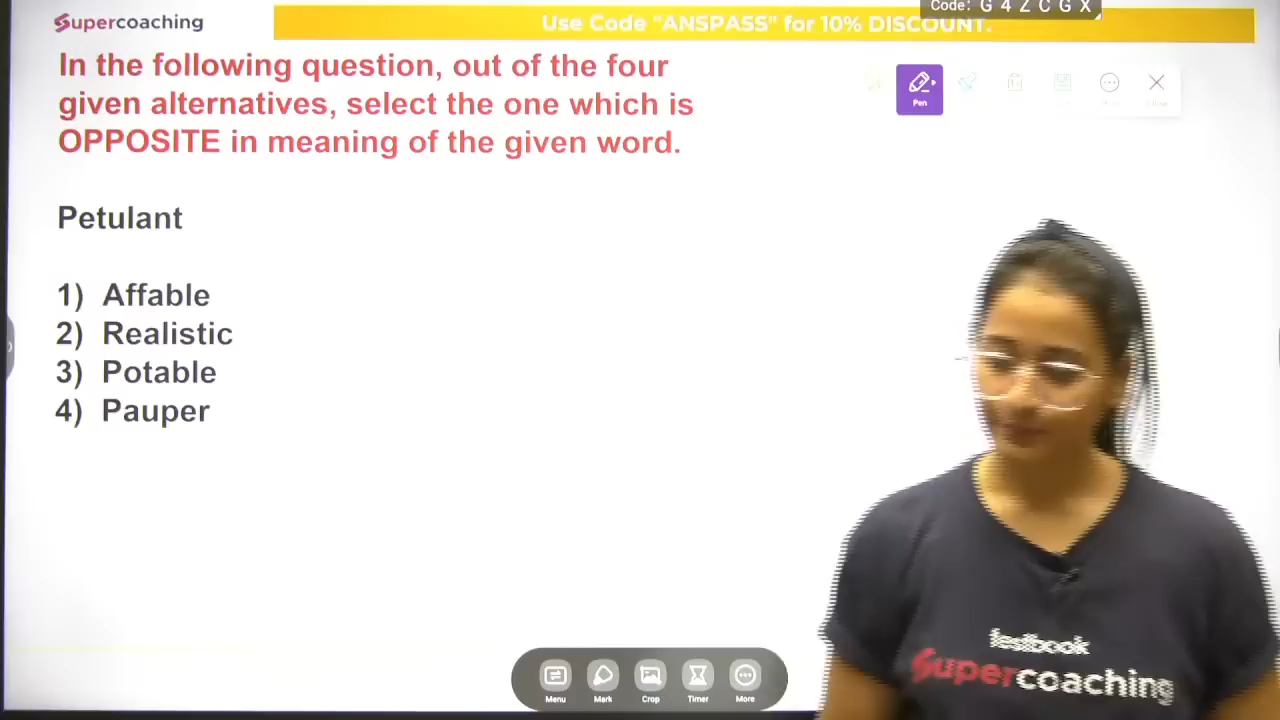 Code: G 4 Z C G X
Supercoaching
Use Code "ANSPASS" for 10% DISCOUNT.
In the following question, out of the four
given alternatives, select the one which is
OPPOSITE in meaning of the given word.
Pen
Petulant
1) Affable
2) Realistic
3) Potable
4) Pauper
testbook
Supercoaching
Menu Mark Crop Timer More